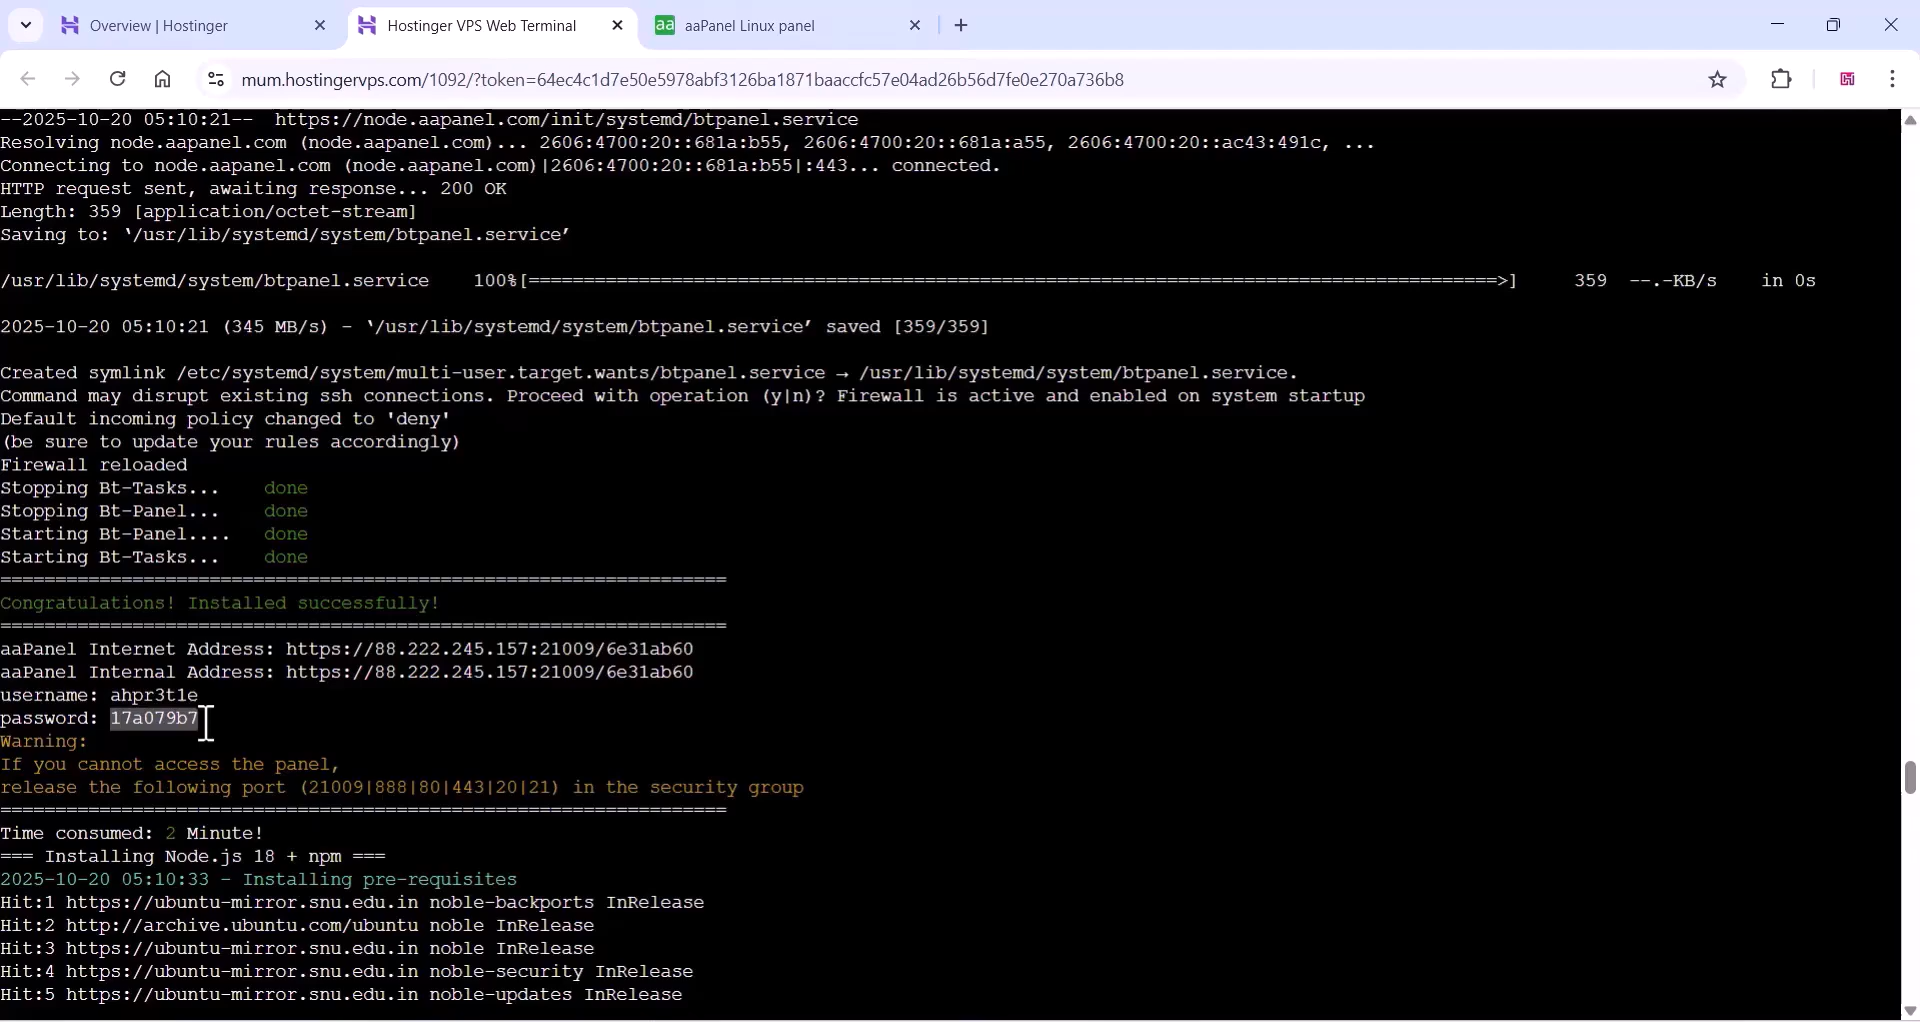 Overview | Hostinger
Hostinger VPS Web Terminal
aa aaPanel Linux panel
mum.hostingervps.com/1092/?token=64ec4c1d7e50e5978abf3126ba1871baaccfc57e04ad26b56d7fe0e270a736b8
--2025-10-20 05:10:21--  https://node.aapanel.com/init/systemd/btpanel.service
Resolving node.aapanel.com (node.aapanel.com)... 2606:4700:20::681a:b55, 2606:4700:20::681a:a55, 2606:4700:20::ac43:491c, ...
Connecting to node.aapanel.com (node.aapanel.com)|2606:4700:20::681a:b55|:443... connected.
HTTP request sent, awaiting response... 200 OK
Length: 359 [application/octet-stream]
Saving to: ‘/usr/lib/systemd/system/btpanel.service’
/usr/lib/systemd/system/btpanel.service    100%[========================================================================================>]     359  --.-KB/s    in 0s
2025-10-20 05:10:21 (345 MB/s) - ‘/usr/lib/systemd/system/btpanel.service’ saved [359/359]
Created symlink /etc/systemd/system/multi-user.target.wants/btpanel.service → /usr/lib/systemd/system/btpanel.service.
Command may disrupt existing ssh connections. Proceed with operation (y|n)? Firewall is active and enabled on system startup
Default incoming policy changed to 'deny'
(be sure to update your rules accordingly)
Firewall reloaded
Stopping Bt-Tasks...    done
Stopping Bt-Panel...    done
Starting Bt-Panel....   done
Starting Bt-Tasks...    done
==================================================================
Congratulations! Installed successfully!
==================================================================
aaPanel Internet Address: https://88.222.245.157:21009/6e31ab60
aaPanel Internal Address: https://88.222.245.157:21009/6e31ab60
username: ahpr3t1e
password: 17a079b7
Warning:
If you cannot access the panel,
release the following port (21009|888|80|443|20|21) in the security group
==================================================================
Time consumed: 2 Minute!
=== Installing Node.js 18 + npm ===
2025-10-20 05:10:33 - Installing pre-requisites
Hit:1 https://ubuntu-mirror.snu.edu.in noble-backports InRelease
Hit:2 http://archive.ubuntu.com/ubuntu noble InRelease
Hit:3 https://ubuntu-mirror.snu.edu.in noble InRelease
Hit:4 https://ubuntu-mirror.snu.edu.in noble-security InRelease
Hit:5 https://ubuntu-mirror.snu.edu.in noble-updates InRelease